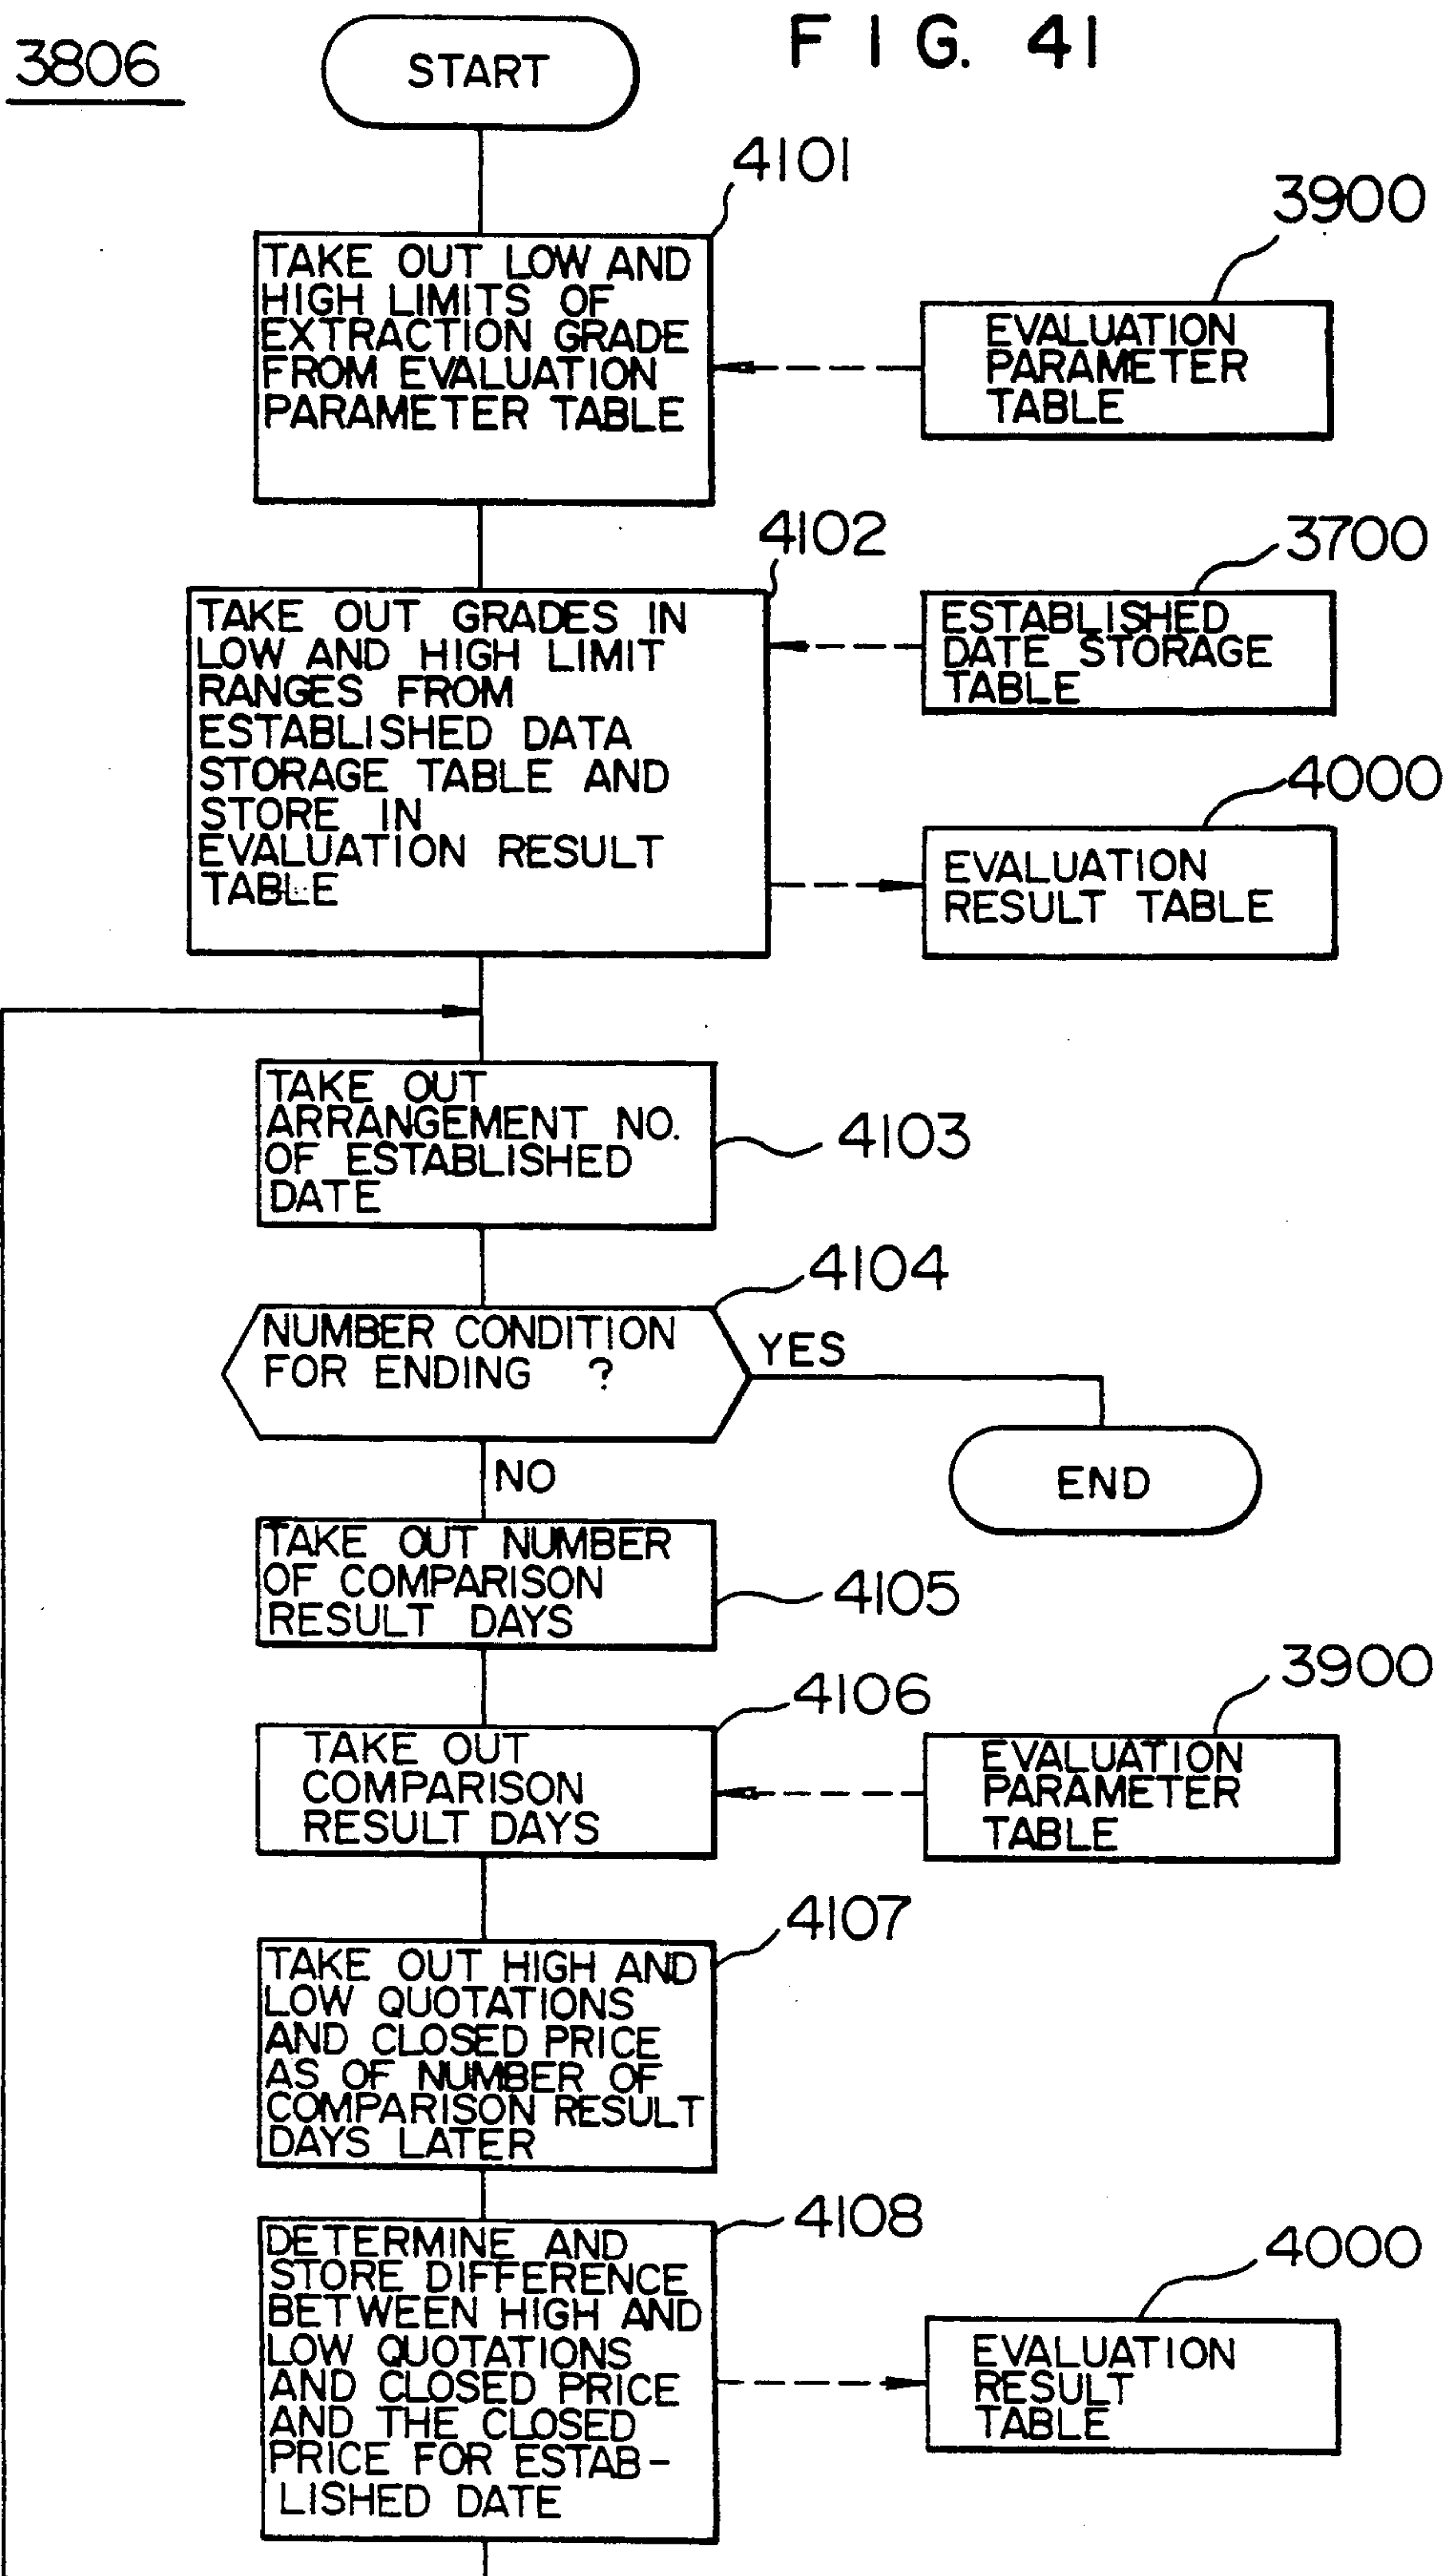 FIG. 41
3806
START
4101
TAKE OUT LOW AND
HIGH LIMITS OF
EXTRACTION GRADE
FROM EVALUATION
PARAMETER TABLE
3900
EVALUATION
PARAMETER
TABLE
4102
TAKE OUT GRADES IN
LOW AND HIGH LIMIT
RANGES FROM
ESTABLISHED DATA
STORAGE TABLE AND
STORE IN
EVALUATION RESULT
TABLE
3700
ESTABLISHED
DATE STORAGE
TABLE
4000
EVALUATION
RESULT TABLE
TAKE OUT
ARRANGEMENT NO.
OF ESTABLISHED
DATE
4103
4104
NUMBER CONDITION
FOR ENDING ?
YES
END
NO
TAKE OUT NUMBER
OF COMPARISON
RESULT DAYS
4105
4106
TAKE OUT
COMPARISON
RESULT DAYS
3900
EVALUATION
PARAMETER
TABLE
4107
TAKE OUT HIGH AND
LOW QUOTATIONS
AND CLOSED PRICE
AS OF NUMBER OF
COMPARISON RESULT
DAYS LATER
4108
DETERMINE AND
STORE DIFFERENCE
BETWEEN HIGH AND
LOW QUOTATIONS
AND CLOSED PRICE
AND THE CLOSED
PRICE FOR ESTAB-
LISHED DATE
4000
EVALUATION
RESULT
TABLE